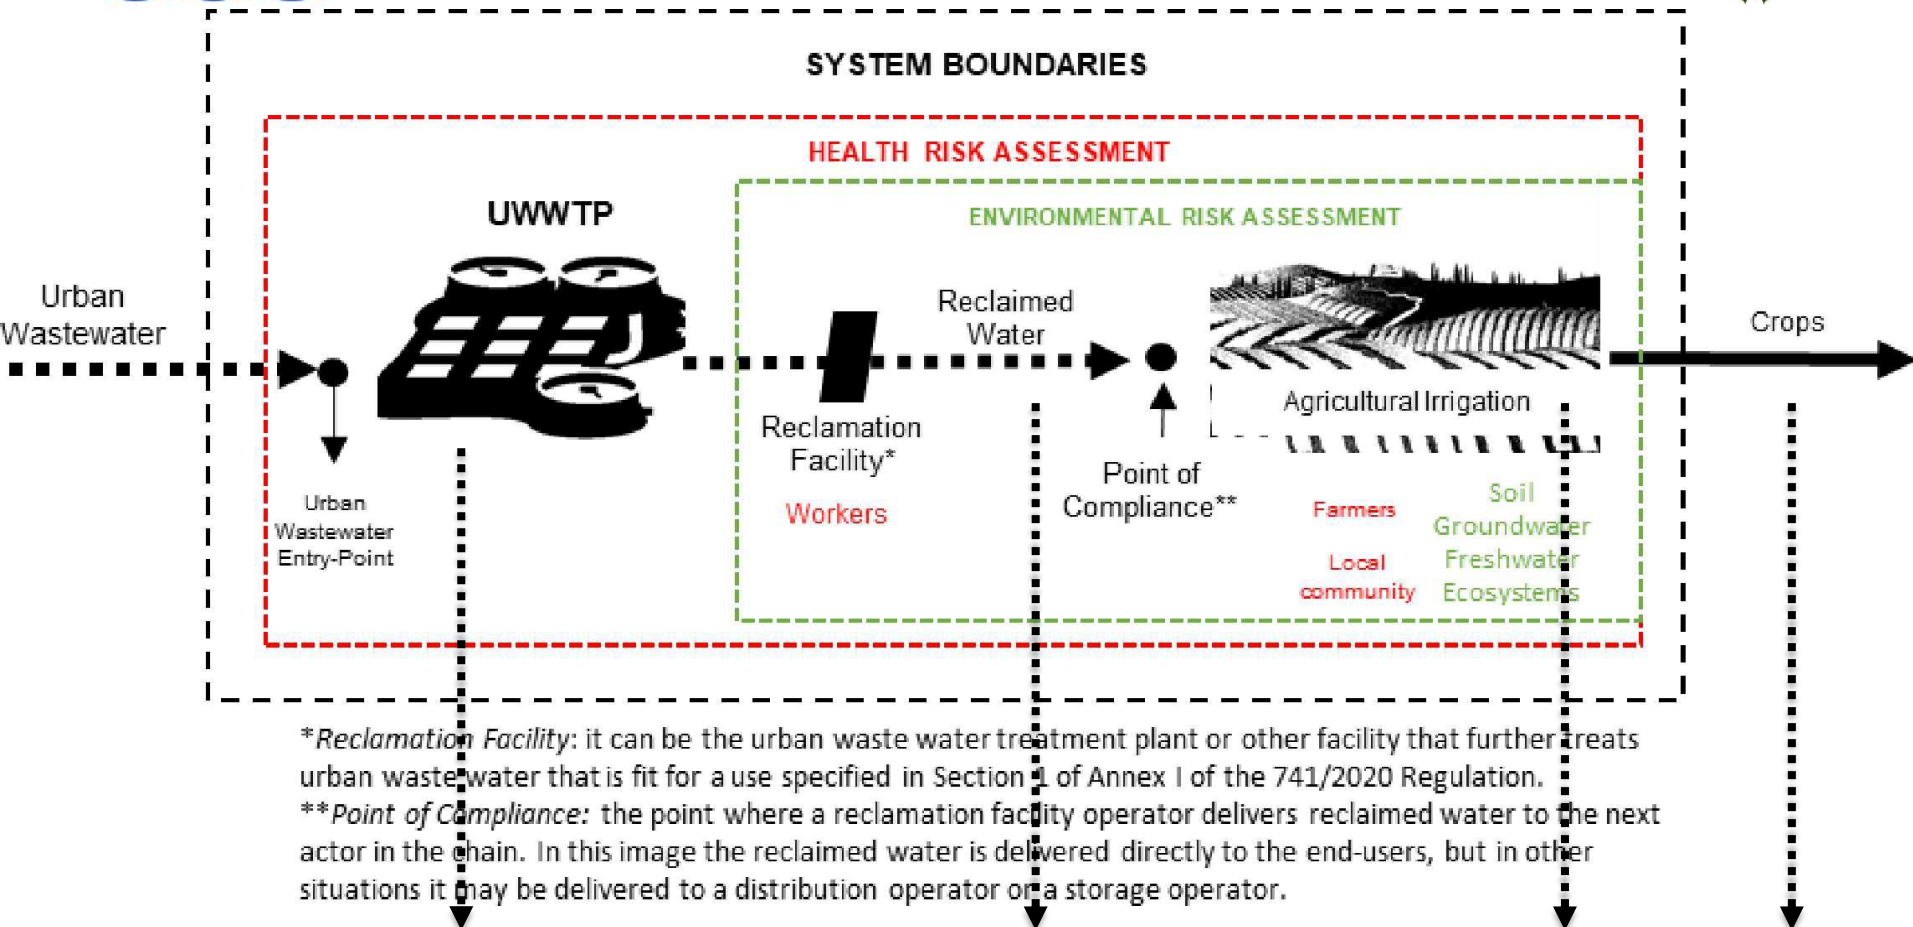 SYSTEM BOUNDARIES
HEALTH RISK ASSESSMENT
UWWTP
ENVIRONMENTAL RISK ASSESSMENT
Urban
Wastewater
Reclaimed
Water
Crops
Agricultural Irrigation
Reclamation
Facility*
Workers
Point of
Compliance**
Urban
Wastewater
Entry-Point
Farmers
Local
community
Soil
Groundwater
Freshwater
Ecosystems
*Reclamation Facility: it can be the urban waste water treatment plant or other facility that further treats
urban waste water that is fit for a use specified in Section 1 of Annex I of the 741/2020 Regulation.
**Point of Compliance: the point where a reclamation facility operator delivers reclaimed water to the next
actor in the chain. In this image the reclaimed water is delivered directly to the end-users, but in other
situations it may be delivered to a distribution operator or a storage operator.